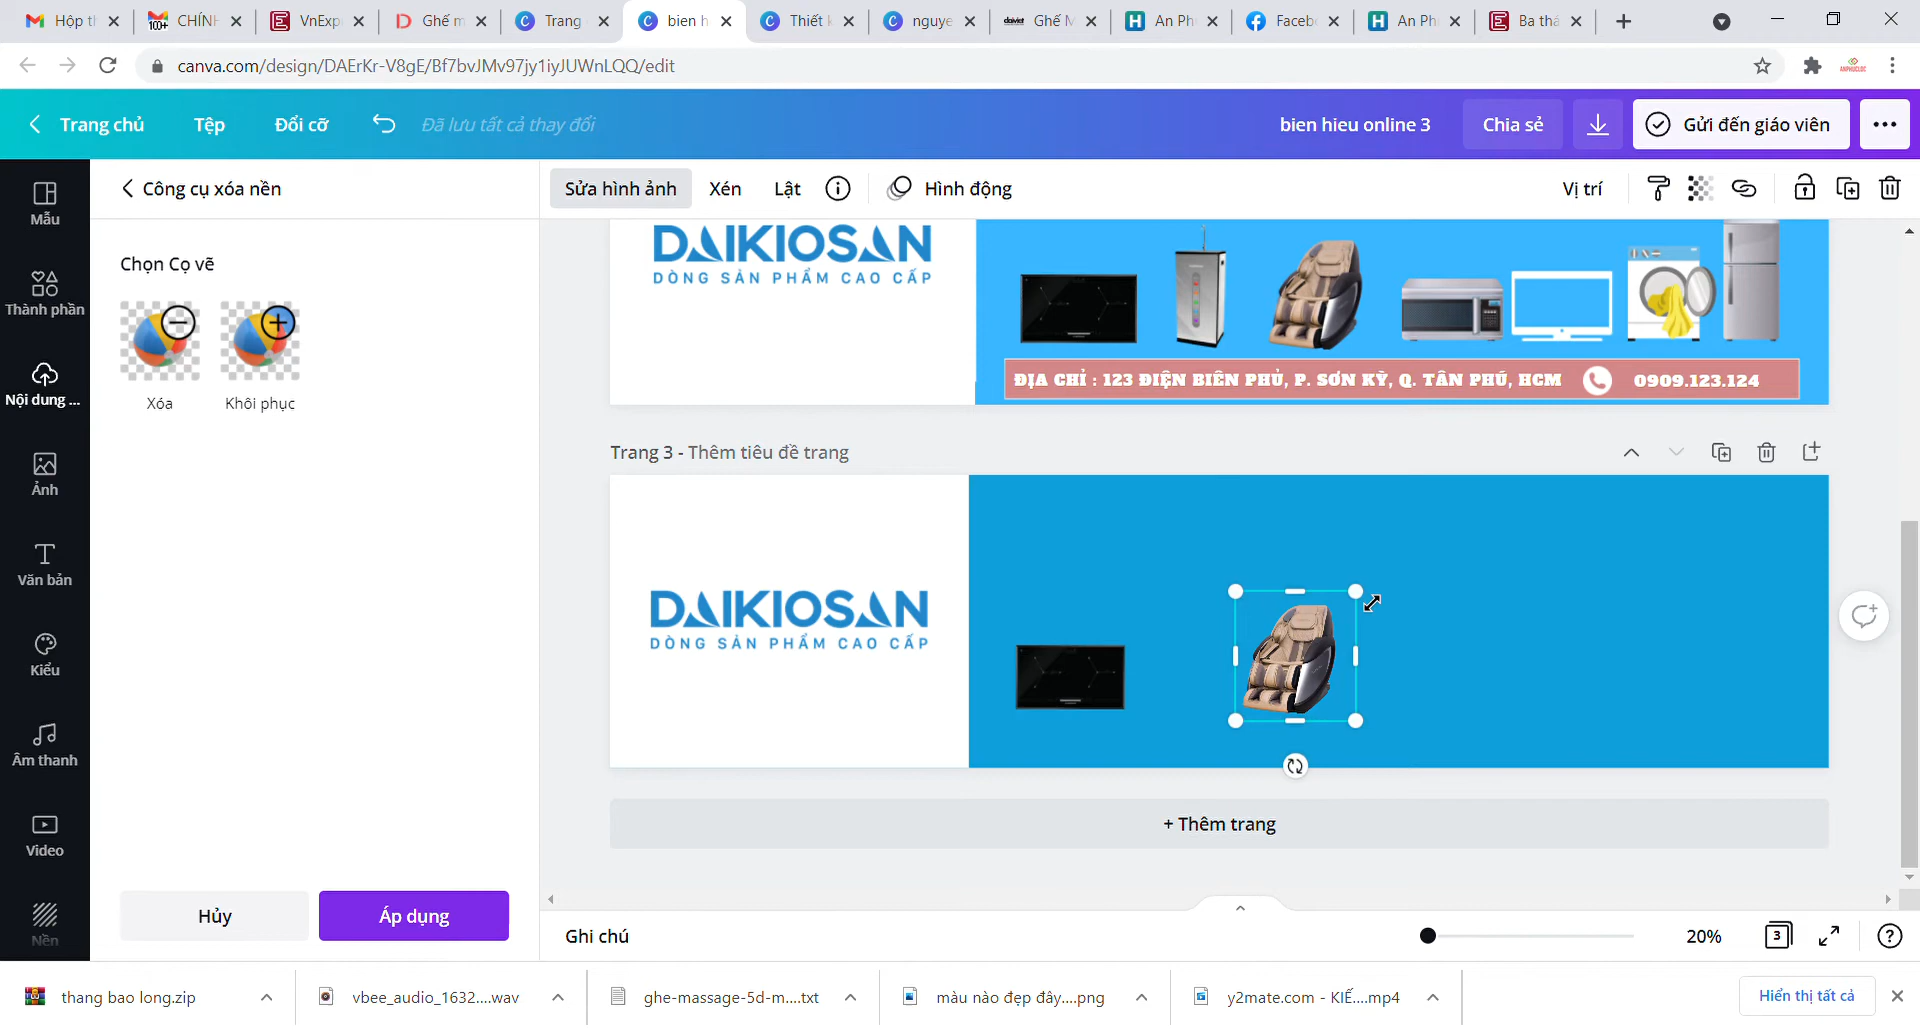 Hộp th
CHÍNH
VnExp
Ghế m
Trang
bien h
Thiết k
nguye
Ghế M
An Ph
Facebo
An Ph
Ba thá
canva.com/design/DAErKr-V8gE/Bf7bvJMv97jy1iyJUWnLQQ/edit
Trang chủ
Tệp
Đổi cỡ
Đã lưu tất cả thay đổi
bien hieu online 3
Chia sẻ
Gửi đến giáo viên
Mẫu
Thành phần
Nội dung ...
Ảnh
Văn bản
Kiểu
Âm thanh
Video
Nền
Công cụ xóa nền
Chọn Cọ vẽ
Xóa
Khôi phục
Hủy
Áp dụng
Sửa hình ảnh
Xén
Lật
Hình động
Vị trí
DAIKIOSAN
DÒNG SẢN PHẨM CAO CẤP
ĐỊA CHỈ : 123 ĐIỆN BIÊN PHỦ, P. SƠN KỲ, Q. TÂN PHÚ, HCM
0909.123.124
Trang 3 - Thêm tiêu đề trang
DAIKIOSAN
DÒNG SẢN PHẨM CAO CẤP
+ Thêm trang
Ghi chú
20%
3
thang bao long.zip
vbee_audio_1632....wav
ghe-massage-5d-m....txt
màu nào đẹp đây....png
y2mate.com - KIẾ....mp4
Hiển thị tất cả